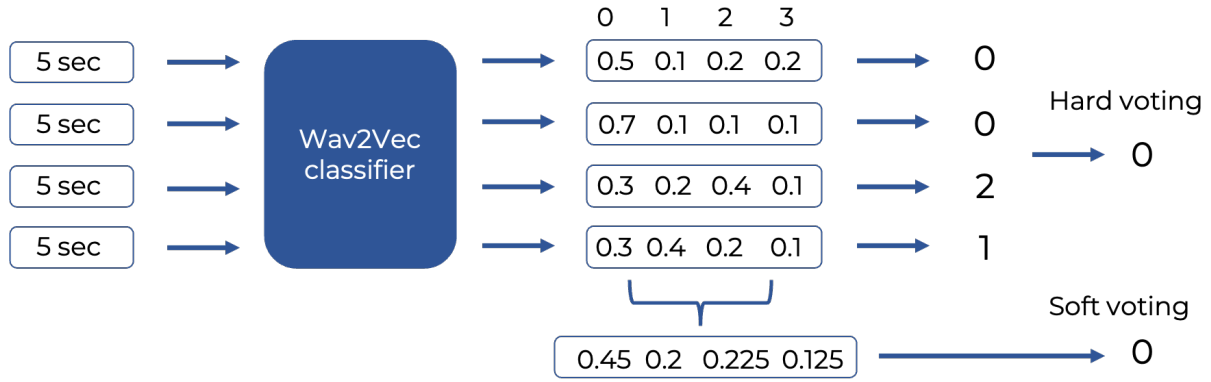 0 1 2 3
5 sec
0.5 0.1 0.2 0.2
0
5 sec
0.7 0.1 0.1 0.1
0
Hard voting
0
Wav2Vec
classifier
5 sec
0.3 0.2 0.4 0.1
2
5 sec
0.3 0.4 0.2 0.1
1
Soft voting
0.45 0.2 0.225 0.125
0